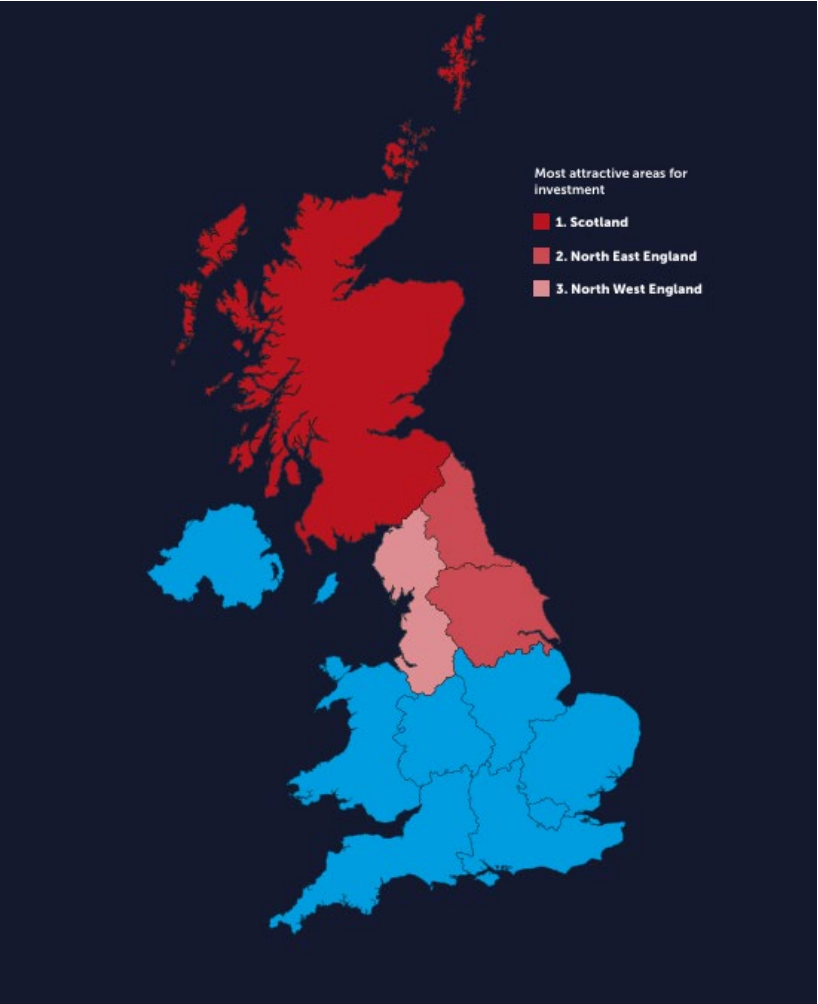 Most attractive areas for
investment
1. Scotland
2. North East England
3. North West England